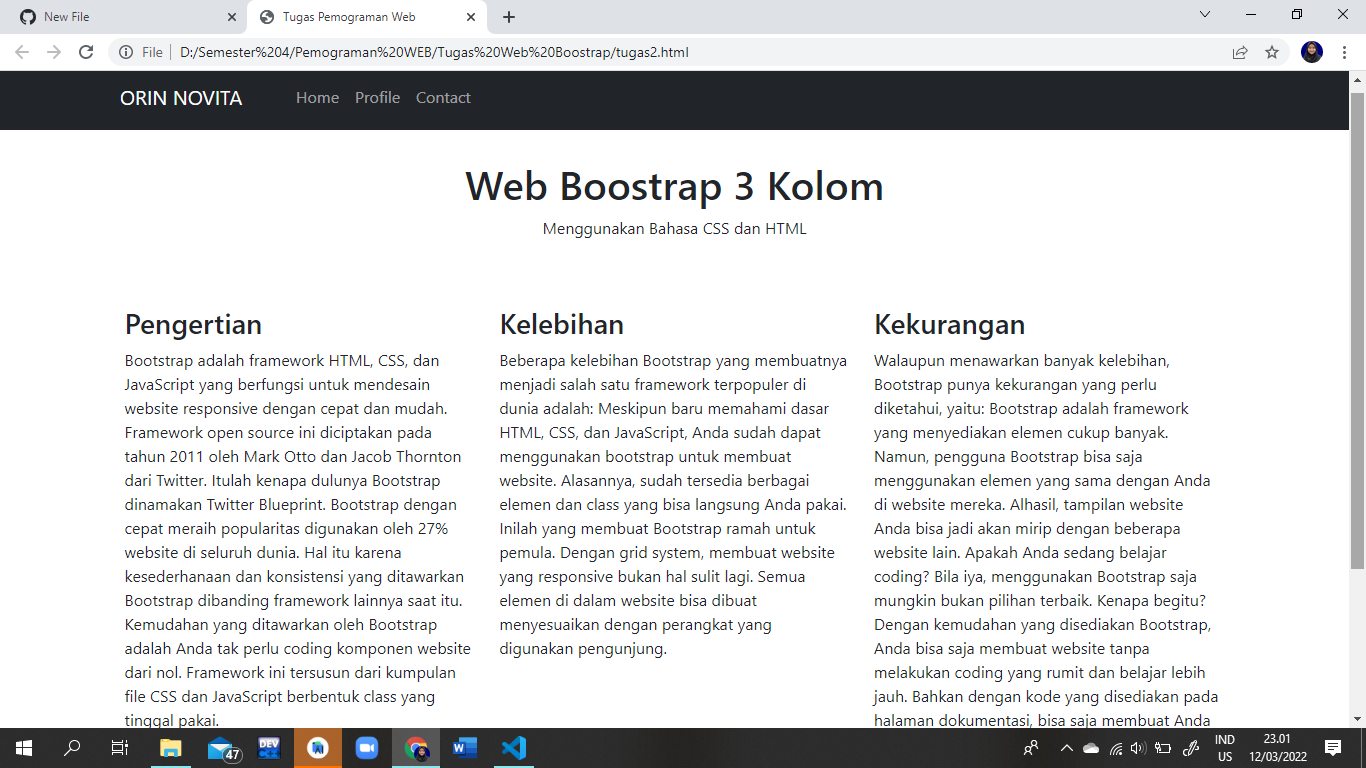 New File
Tugas Pemograman Web
File
D:/Semester%204/Pemograman%20WEB/Tugas%20Web%20Boostrap/tugas2.html
ORIN NOVITA
Home Profile Contact
Web Boostrap 3 Kolom
Menggunakan Bahasa CSS dan HTML
Pengertian
Bootstrap adalah framework HTML, CSS, dan
JavaScript yang berfungsi untuk mendesain
website responsive dengan cepat dan mudah.
Framework open source ini diciptakan pada
tahun 2011 oleh Mark Otto dan Jacob Thornton
dari Twitter. Itulah kenapa dulunya Bootstrap
dinamakan Twitter Blueprint. Bootstrap dengan
cepat meraih popularitas digunakan oleh 27%
website di seluruh dunia. Hal itu karena
kesederhanaan dan konsistensi yang ditawarkan
Bootstrap dibanding framework lainnya saat itu.
Kemudahan yang ditawarkan oleh Bootstrap
adalah Anda tak perlu coding komponen website
dari nol. Framework ini tersusun dari kumpulan
file CSS dan JavaScript berbentuk class yang
tinggal pakai.
Kelebihan
Beberapa kelebihan Bootstrap yang membuatnya
menjadi salah satu framework terpopuler di
dunia adalah: Meskipun baru memahami dasar
HTML, CSS, dan JavaScript, Anda sudah dapat
menggunakan bootstrap untuk membuat
website. Alasannya, sudah tersedia berbagai
elemen dan class yang bisa langsung Anda pakai.
Inilah yang membuat Bootstrap ramah untuk
pemula. Dengan grid system, membuat website
yang responsive bukan hal sulit lagi. Semua
elemen di dalam website bisa dibuat
menyesuaikan dengan perangkat yang
digunakan pengunjung.
Kekurangan
Walaupun menawarkan banyak kelebihan,
Bootstrap punya kekurangan yang perlu
diketahui, yaitu: Bootstrap adalah framework
yang menyediakan elemen cukup banyak.
Namun, pengguna Bootstrap bisa saja
menggunakan elemen yang sama dengan Anda
di website mereka. Alhasil, tampilan website
Anda bisa jadi akan mirip dengan beberapa
website lain. Apakah Anda sedang belajar
coding? Bila iya, menggunakan Bootstrap saja
mungkin bukan pilihan terbaik. Kenapa begitu?
Dengan kemudahan yang disediakan Bootstrap,
Anda bisa saja membuat website tanpa
melakukan coding yang rumit dan belajar lebih
jauh. Bahkan dengan kode yang disediakan pada
halaman dokumentasi, bisa saja membuat Anda
47
DEV
IND
US
23.01
12/03/2022